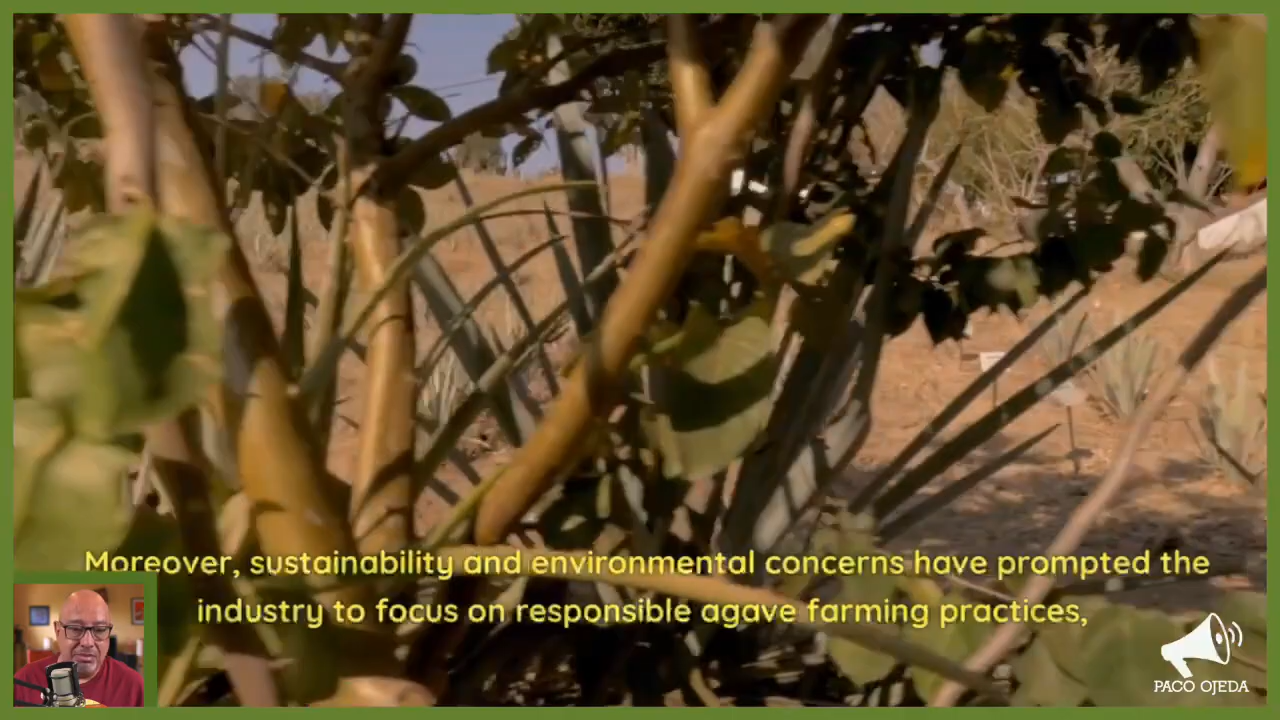 Moreover, sustainability and environmental concerns have prompted the
industry to focus on responsible agave farming practices,
PACO OJEDA